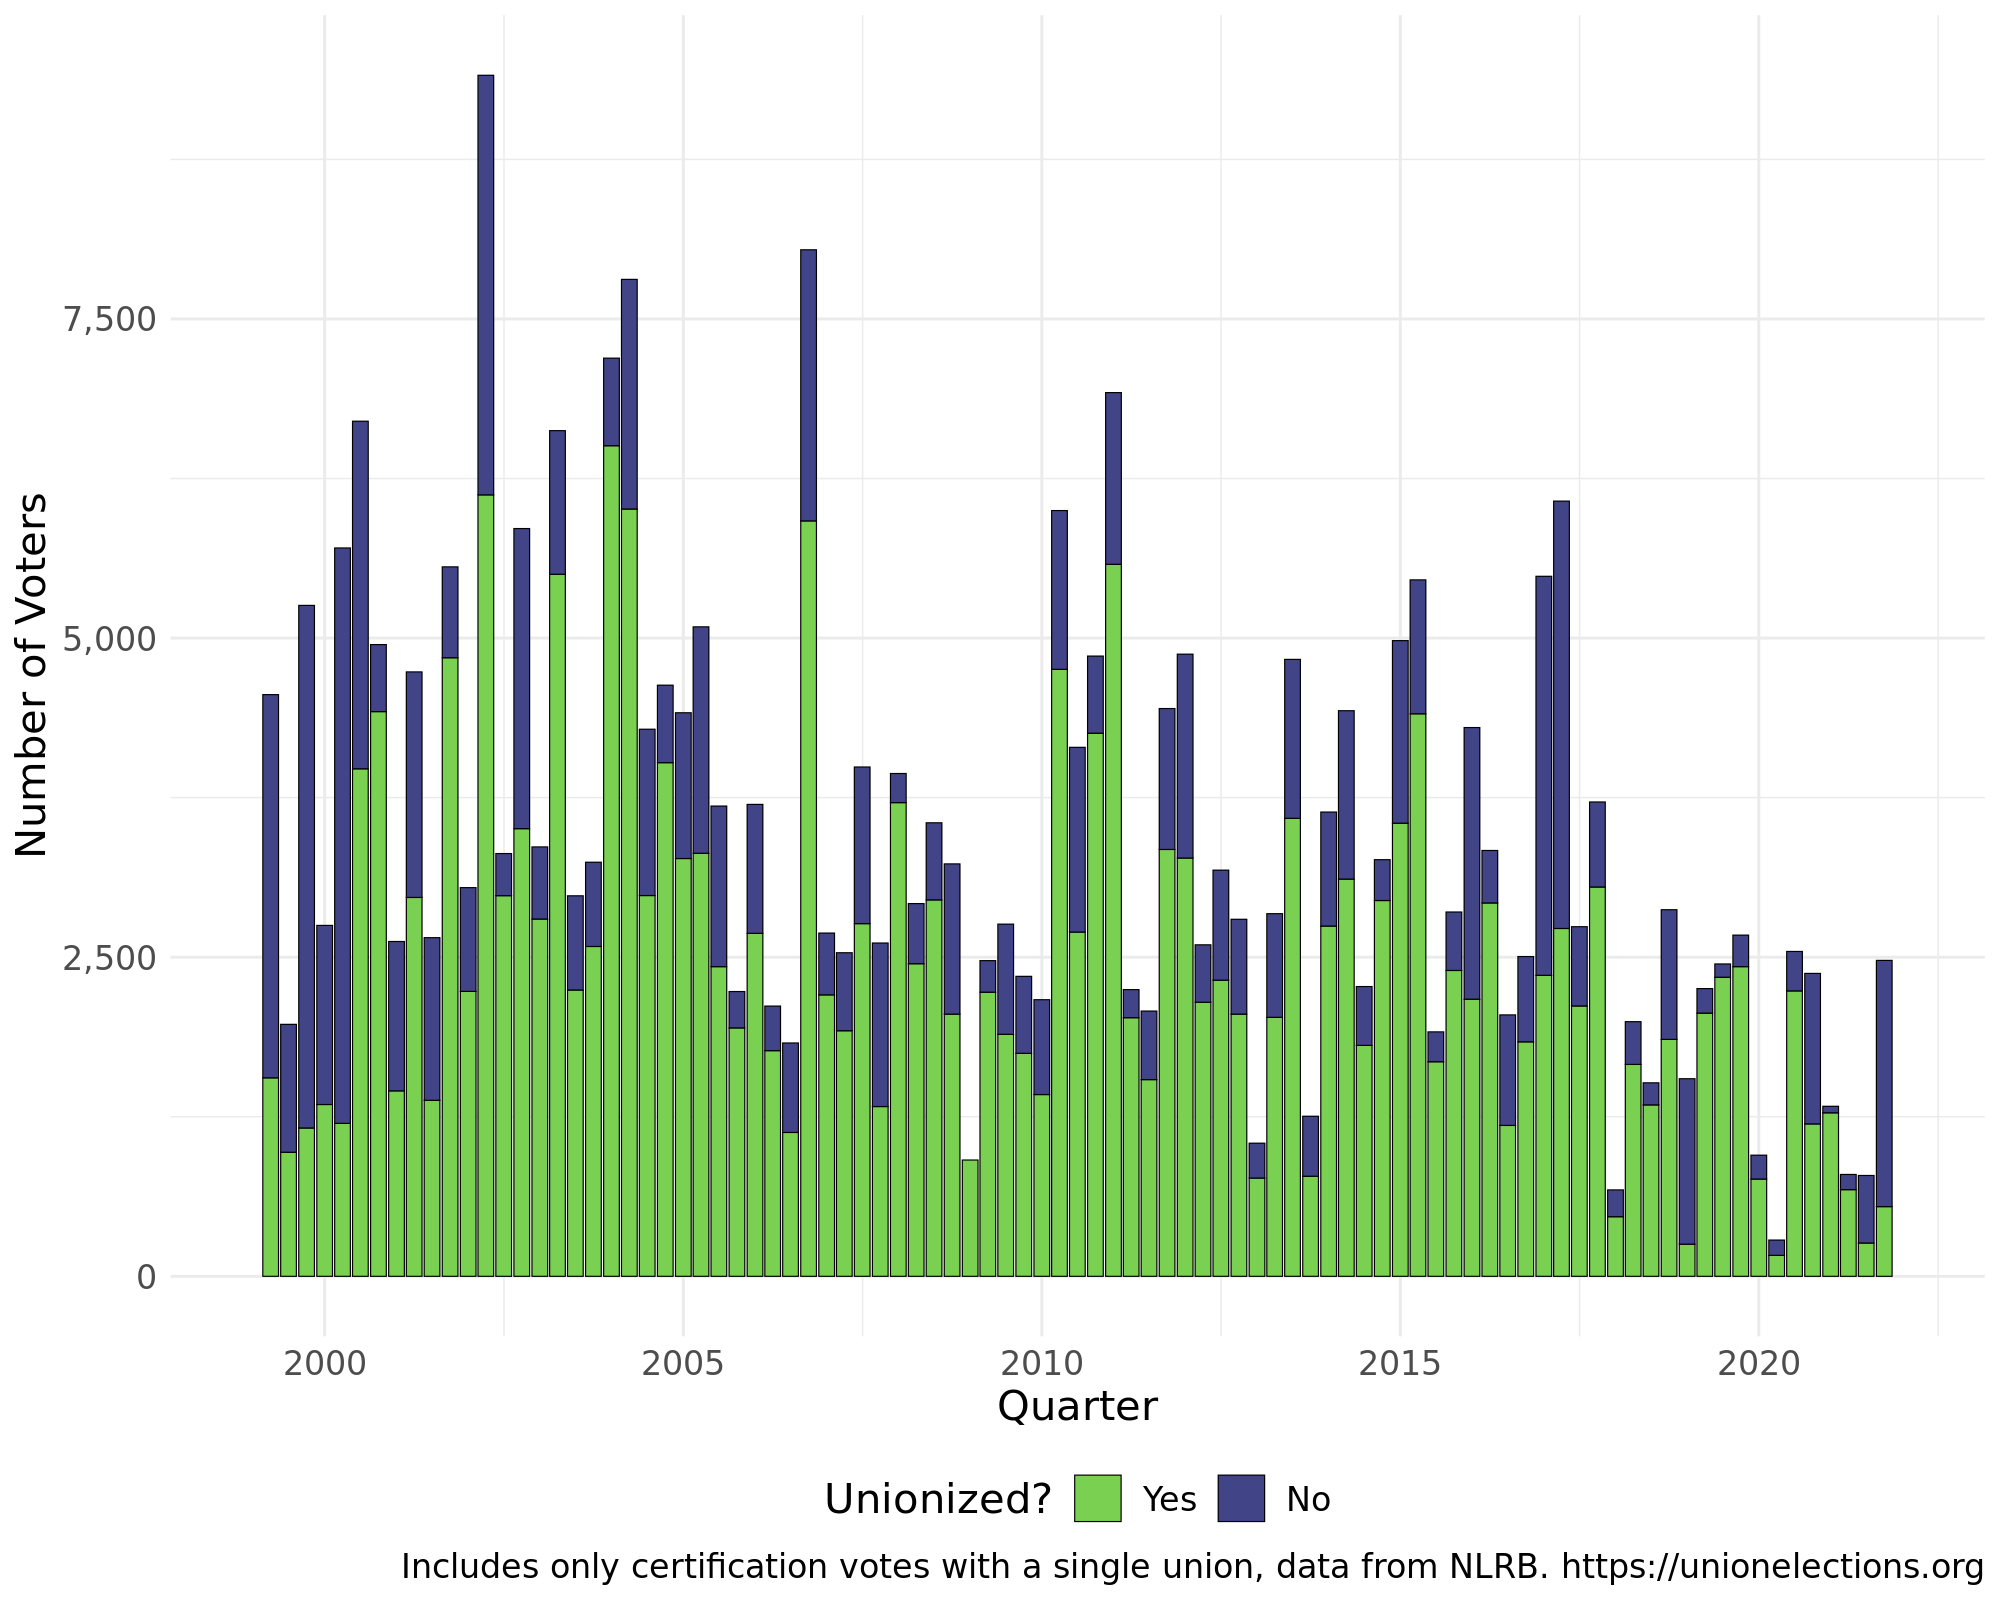 Number of Voters
7,500
5,000
2,500
0
2000 2005 2010 2015 2020
Quarter
Unionized? Yes No
Includes only certification votes with a single union, data from NLRB. https://unionelections.org